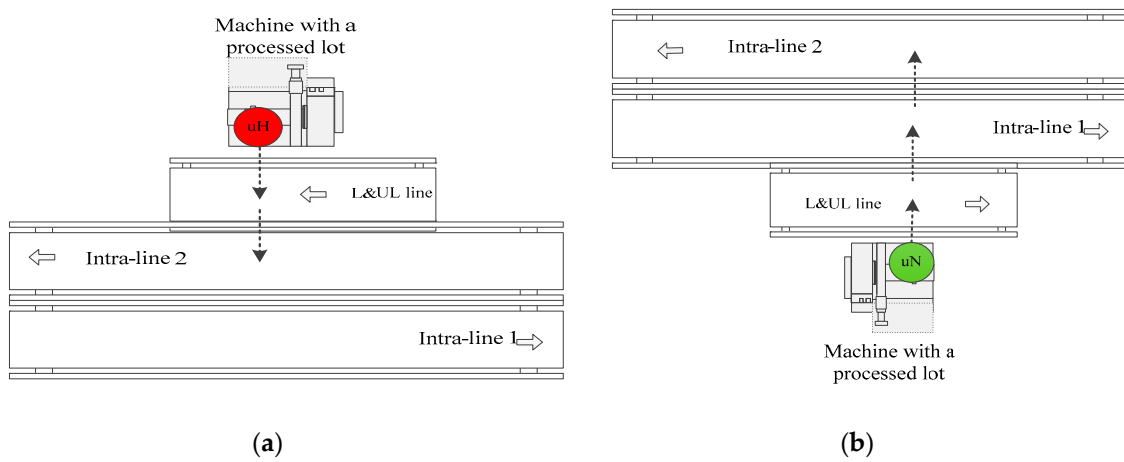 Machine with a
processed lot
uH
L&UL line
Intra-line 2
Intra-line 1
(a)
Intra-line 2
Intra-line 1
L&UL line
uN
Machine with a
processed lot
(b)